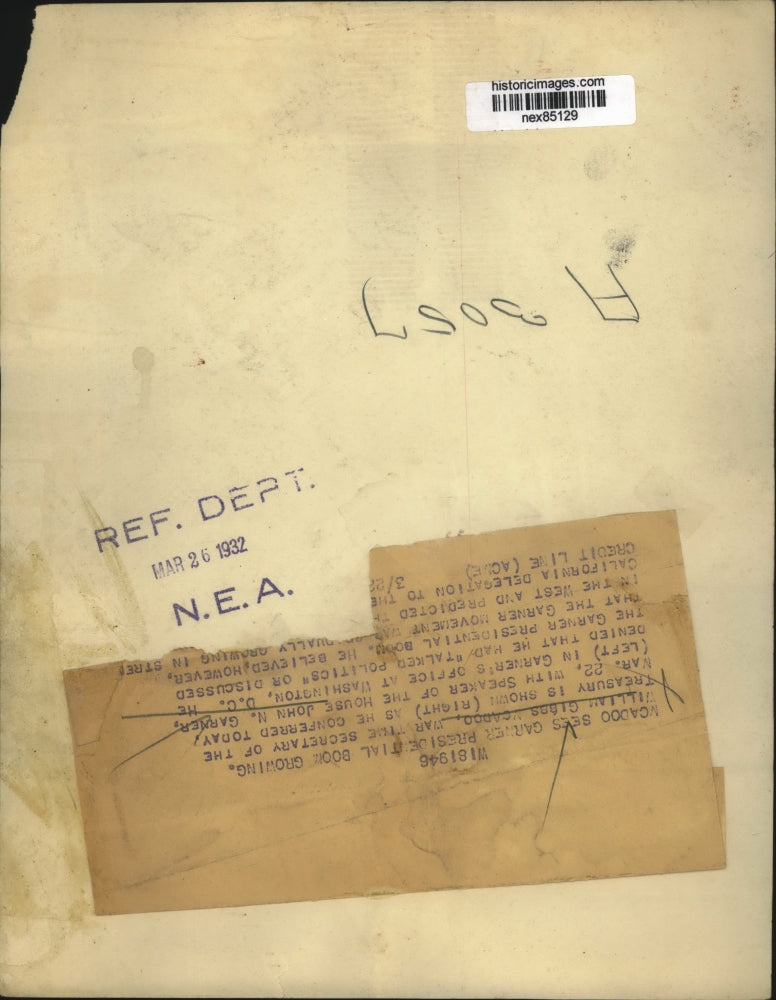 historicimages.com
nex85129
A 3057
REF. DEPT.
MAR 26 1932
N.E.A.
W181946
MCADOO SEES GARNER PRESIDENTIAL BOOM GROWING.
WILLIAM GIBBS MCADOO, WAR TIME SECRETARY OF THE
TREASURY IS SHOWN (RIGHT) AS HE CONFERRED TODAY,
MAR. 22, WITH SPEAKER OF THE HOUSE JOHN N. GARNER,
(LEFT) IN GARNER'S OFFICE AT WASHINGTON, D.C. HE
DENIED THAT HE HAD "TALKED POLITICS" OR DISCUSSED
THE GARNER PRESIDENTIAL BOOM. HE BELIEVED, HOWEVER,
THAT THE GARNER MOVEMENT GROWING IN
IN THE WEST AND PREDICTED
CALIFORNIA DELEGATION TO THE
CREDIT LINE (ACME) 3/22